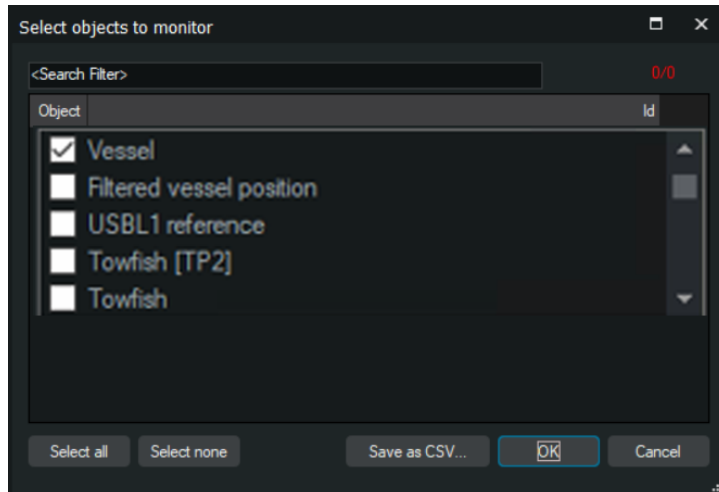 Select objects to monitor
<Search Filter> 0/0
Object Id
Vessel
Filtered vessel position
USBL1 reference
Towfish [TP2]
Towfish
Select all Select none Save as CSV... OK Cancel